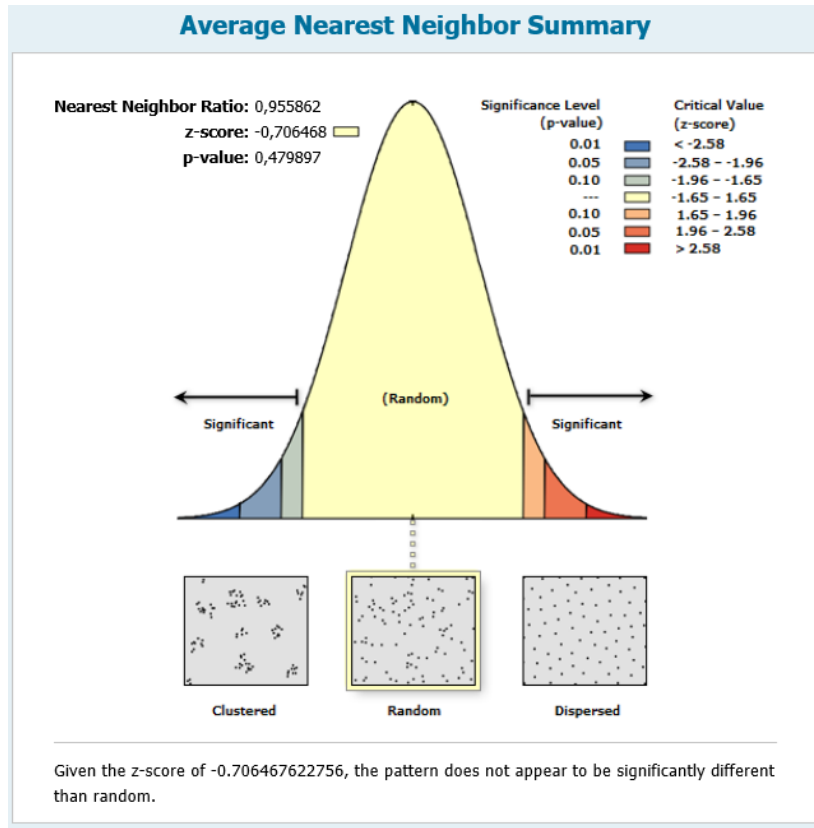 Average Nearest Neighbor Summary
Nearest Neighbor Ratio: 0,955862
z-score: -0,706468
p-value: 0,479897
Significance Level (p-value)
Critical Value (z-score)
0.01 < -2.58
0.05 -2.58 – -1.96
0.10 -1.96 – -1.65
--- -1.65 – 1.65
0.10 1.65 – 1.96
0.05 1.96 – 2.58
0.01 > 2.58
Significant
(Random)
Significant
Clustered
Random
Dispersed
Given the z-score of -0.706467622756, the pattern does not appear to be significantly different
than random.